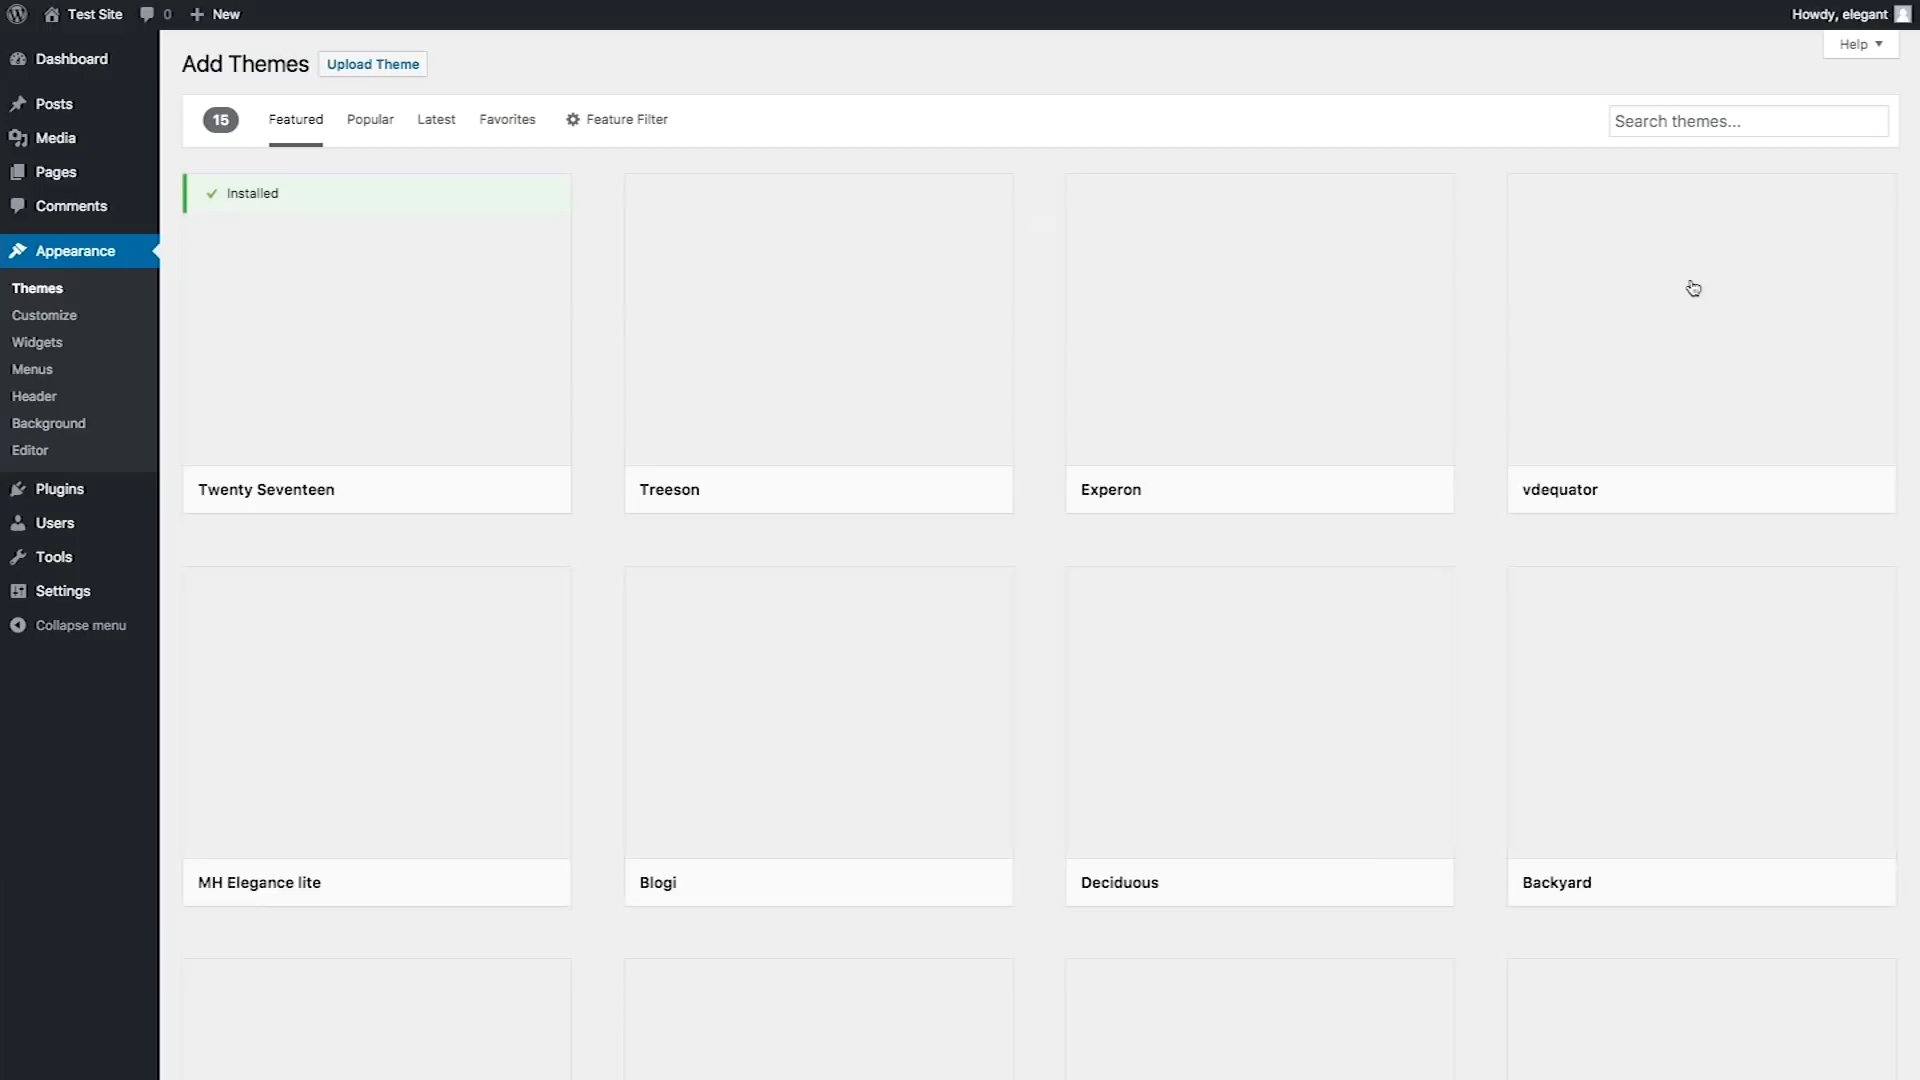 Test Site 0 New Howdy, elegant
Help
Dashboard
Posts
Media
Pages
Comments
Appearance
Themes
Customize
Widgets
Menus
Header
Background
Editor
Plugins
Users
Tools
Settings
Collapse menu
Add Themes Upload Theme
15 Featured Popular Latest Favorites Feature Filter Search themes...
Installed
Twenty Seventeen Treeson Experon vdequator
MH Elegance lite Blogi Deciduous Backyard